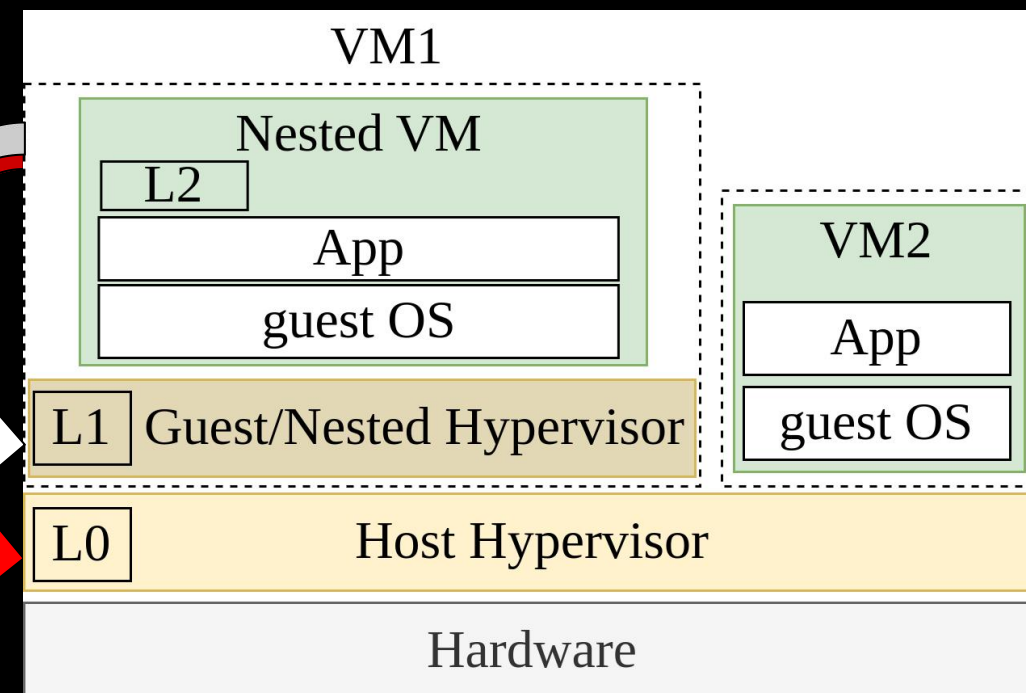 VM1
Nested VM
L2
App
guest OS
L1 Guest/Nested Hypervisor
VM2
App
guest OS
L0 Host Hypervisor
Hardware